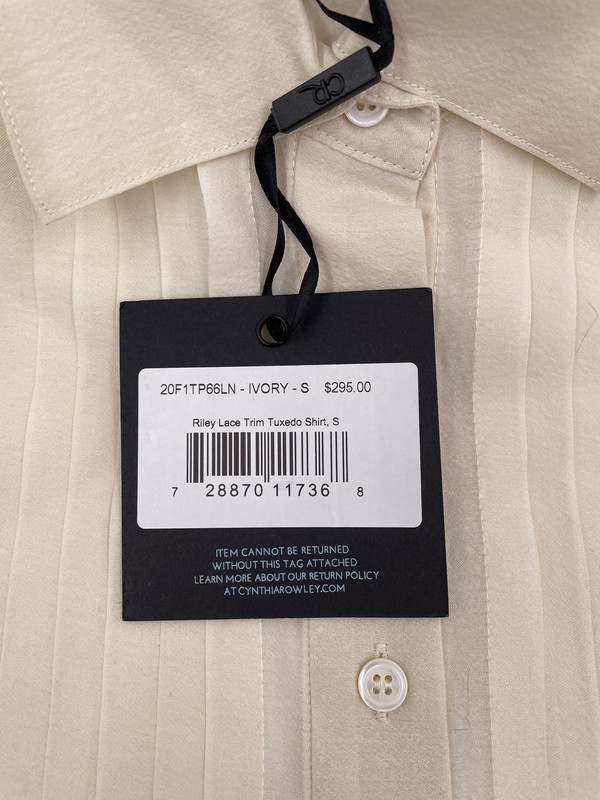 CR
20F1TP66LN - IVORY - S $295.00
Riley Lace Trim Tuxedo Shirt, S
7 28870 11736 8
ITEM CANNOT BE RETURNED
WITHOUT THIS TAG ATTACHED
LEARN MORE ABOUT OUR RETURN POLICY
AT CYNTHIAROWLEY.COM